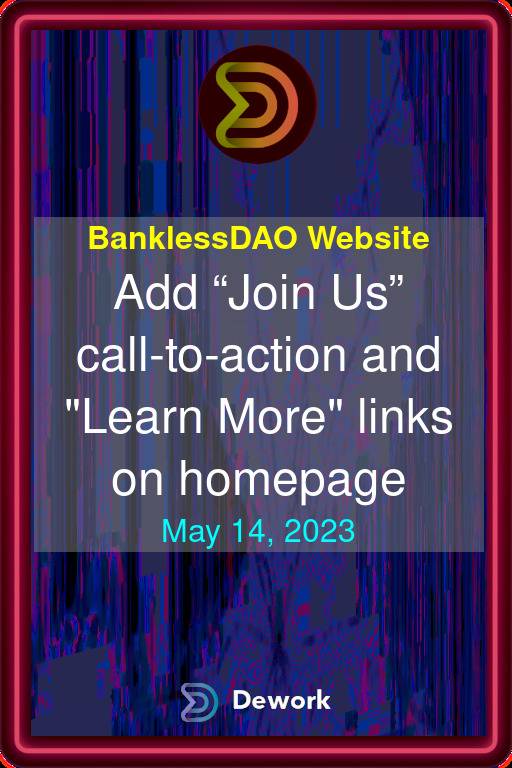 BanklessDAO Website
Add “Join Us”
call-to-action and
"Learn More" links
on homepage
May 14, 2023
Dework